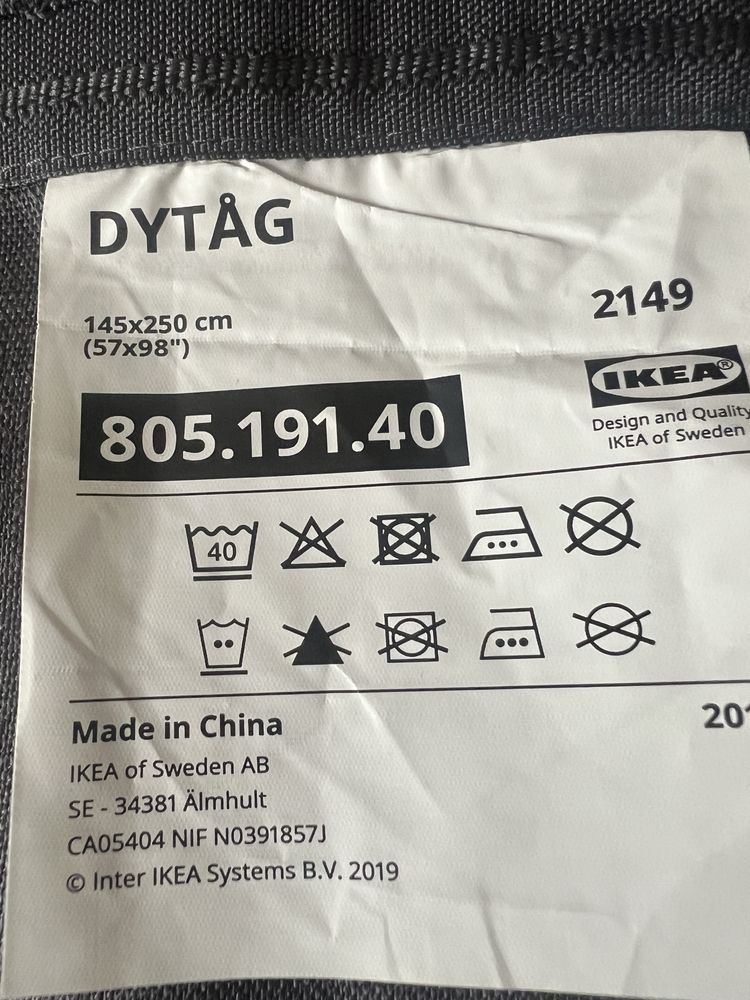 DYTÅG
145x250 cm
(57x98")
2149
805.191.40
IKEA®
Design and Quality
IKEA of Sweden
40
Made in China
IKEA of Sweden AB
SE - 34381 Älmhult
CA05404 NIF N0391857J
© Inter IKEA Systems B.V. 2019